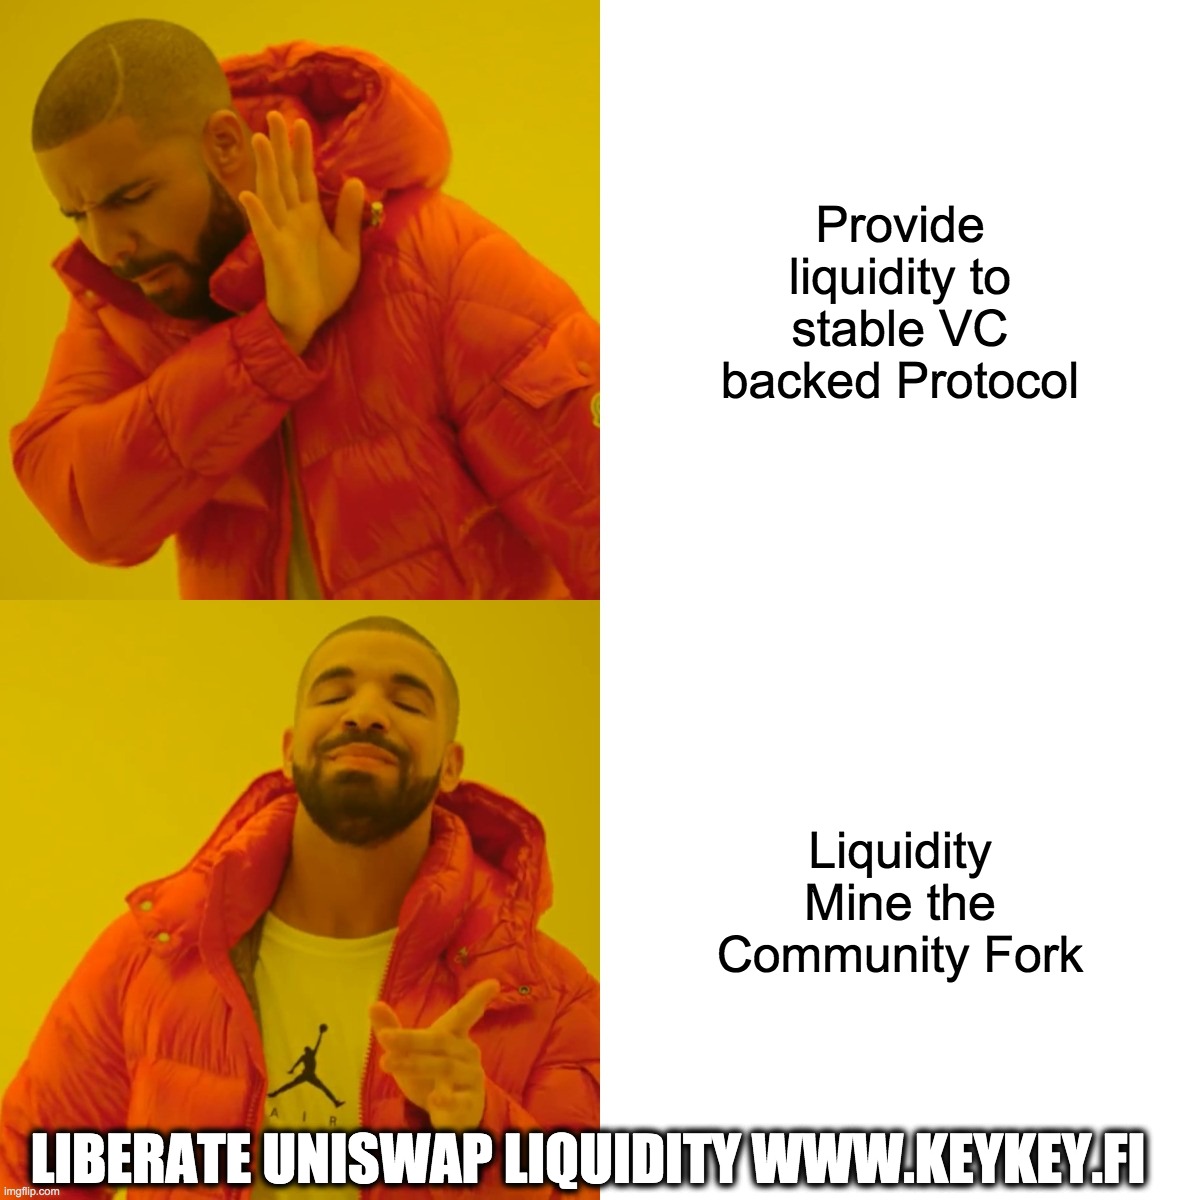 Provide
liquidity to
stable VC
backed Protocol
Liquidity
Mine the
Community Fork
A I R
LIBERATE UNISWAP LIQUIDITY WWW.KEYKEY.FI
imgflip.com